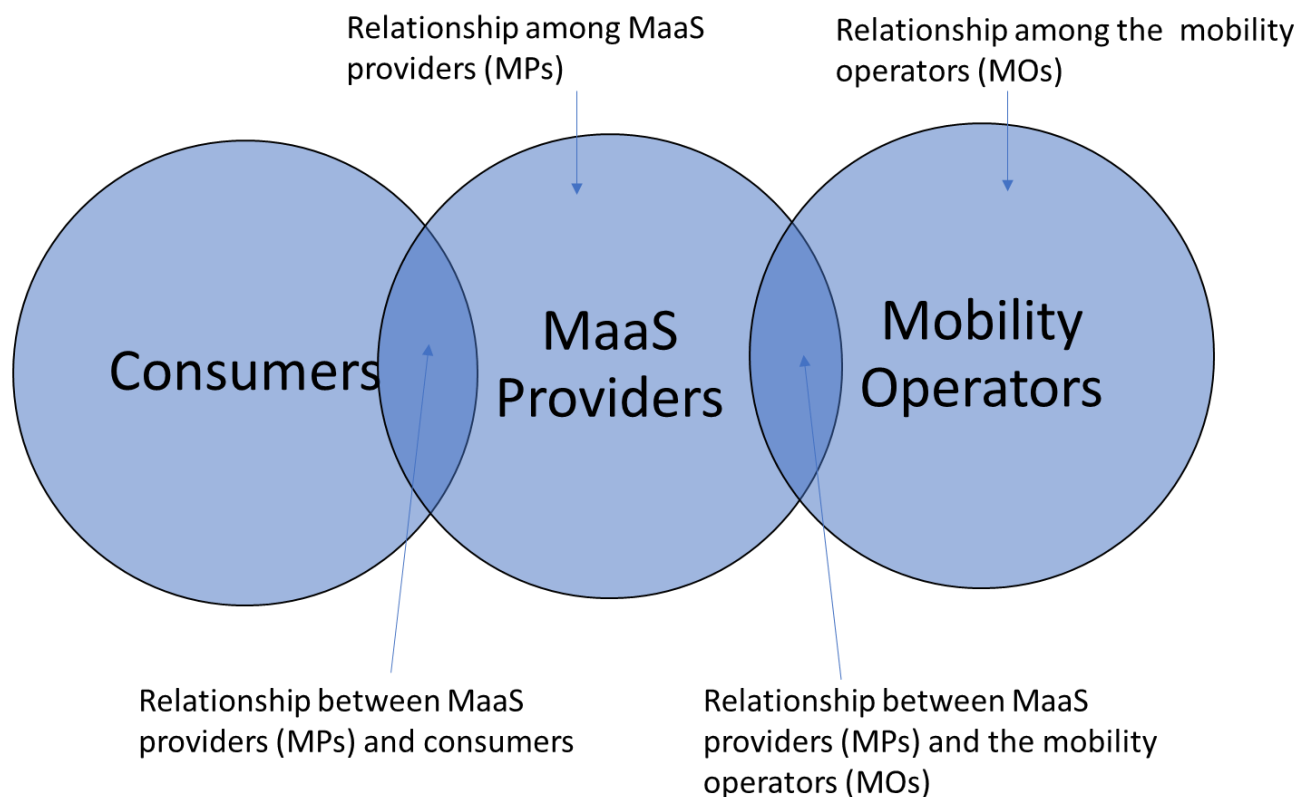 Relationship among MaaS
providers (MPs)
Relationship among the  mobility
operators (MOs)
Consumers
MaaS
Providers
Mobility
Operators
Relationship between MaaS
providers (MPs) and consumers
Relationship between MaaS
providers (MPs) and the mobility
operators (MOs)